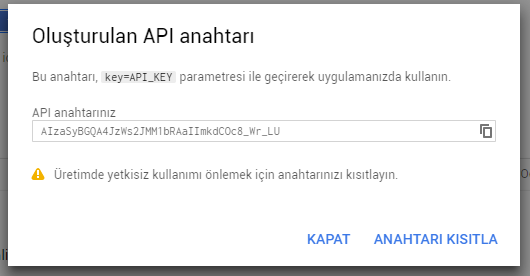 Oluşturulan API anahtarı
Bu anahtarı, key=API_KEY parametresi ile geçirerek uygulamanızda kullanın.
API anahtarınız
AIzaSyBGQA4JzWs2JMM1bRAaIImkdCOc8_Wr_LU
Üretimde yetkisiz kullanımı önlemek için anahtarınızı kısıtlayın.
KAPAT ANAHTARI KISITLA